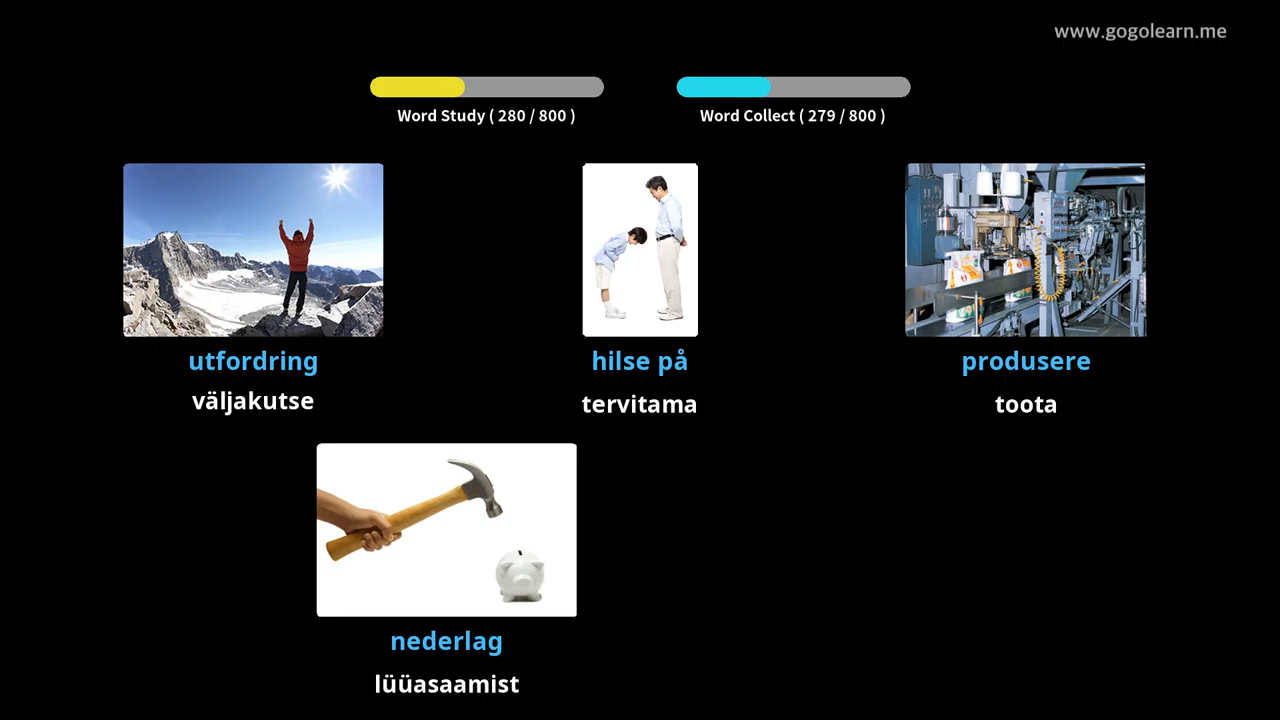 www.gogolearn.me
Word Study ( 280 / 800 )
Word Collect ( 279 / 800 )
utfordring
väljakutse
hilse på
tervitama
produsere
toota
nederlag
lüüasaamist